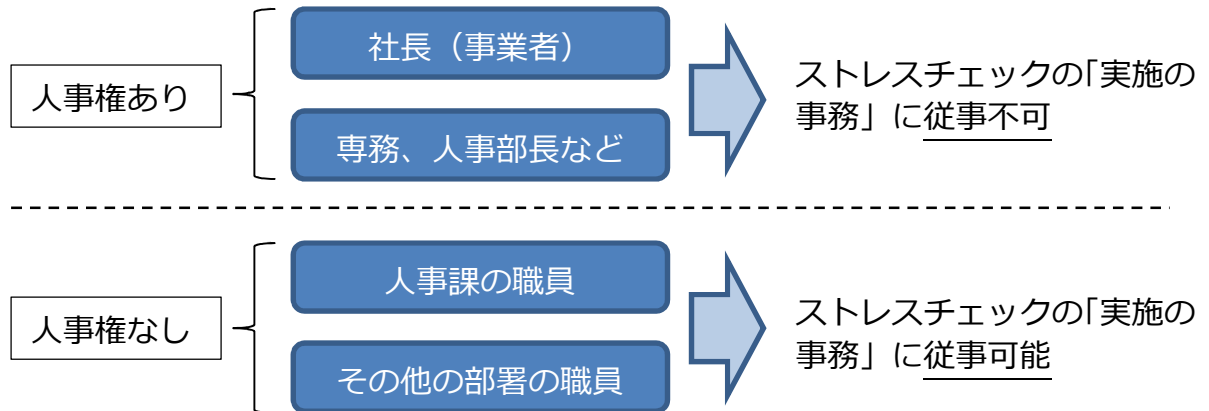 人事権あり
社長（事業者）
専務、人事部長など
ストレスチェックの「実施の
事務」に従事不可
人事権なし
人事課の職員
その他の部署の職員
ストレスチェックの「実施の
事務」に従事可能